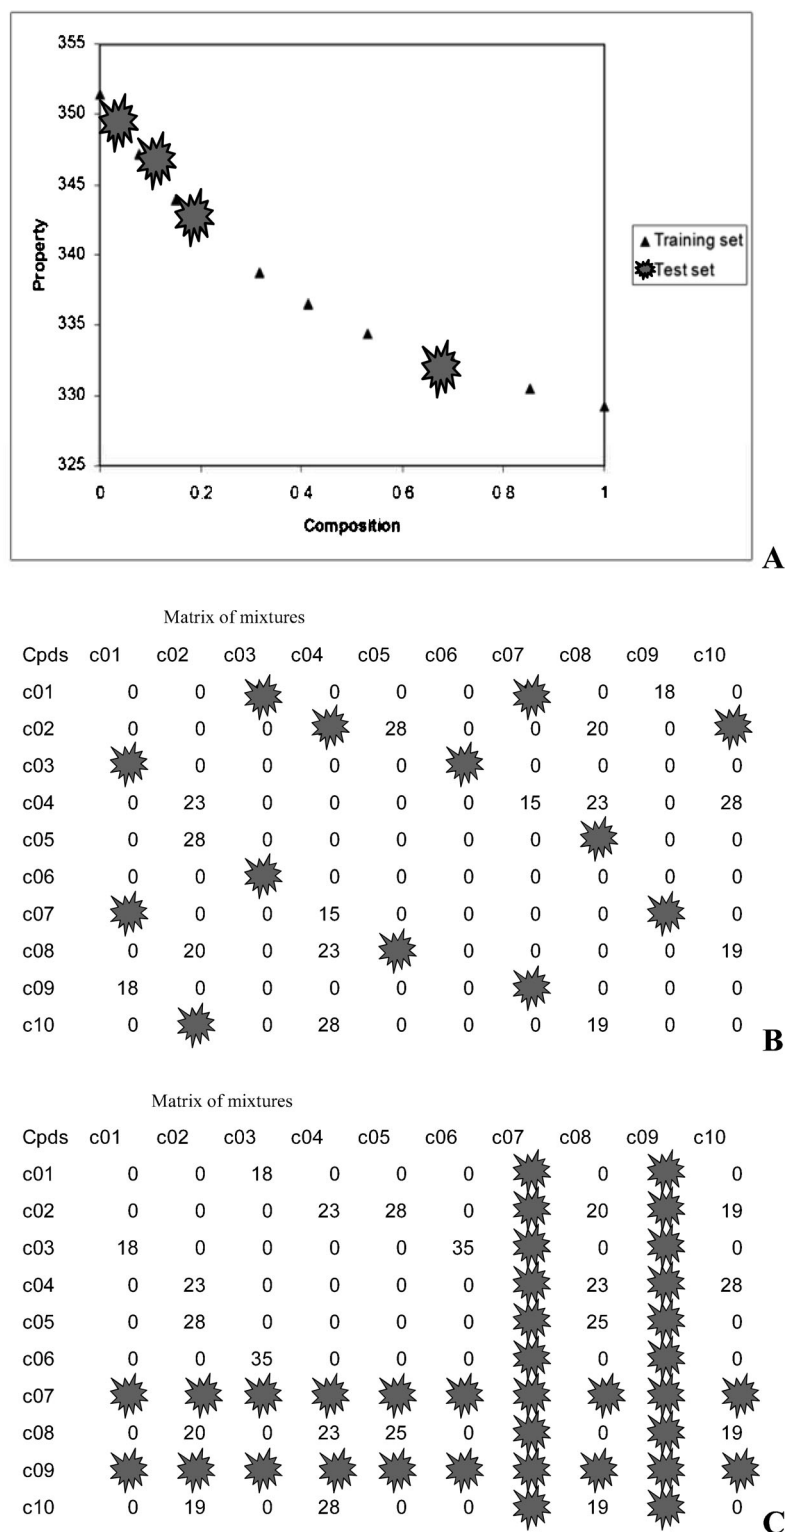 355
350
345
340
335
330
325
Property
0
0.2
0.4
0.6
0.8
1
Composition
Training set
Test set
A
Matrix of mixtures
Cpds c01 c02 c03 c04 c05 c06 c07 c08 c09 c10
c01 0 0 0 0 0 0 18 0
c02 0 0 0 28 0 0 20 0
c03 0 0 0 0 0 0 0 0
c04 0 23 0 0 0 0 15 23 0 28
c05 0 28 0 0 0 0 0 0 0
c06 0 0 0 0 0 0 0 0 0
c07 0 0 15 0 0 0 0 0
c08 0 20 0 23 0 0 0 0 19
c09 18 0 0 0 0 0 0 0 0
c10 0 0 28 0 0 0 19 0 0
B
Matrix of mixtures
Cpds c01 c02 c03 c04 c05 c06 c07 c08 c09 c10
c01 0 0 18 0 0 0 0 0
c02 0 0 0 23 28 0 20 19
c03 18 0 0 0 0 35 0 0
c04 0 23 0 0 0 0 23 28
c05 0 28 0 0 0 0 25 0
c06 0 0 35 0 0 0 0 0
c07
c08 0 20 0 23 25 0 0 19
c09
c10 0 19 0 28 0 0 19 0
C